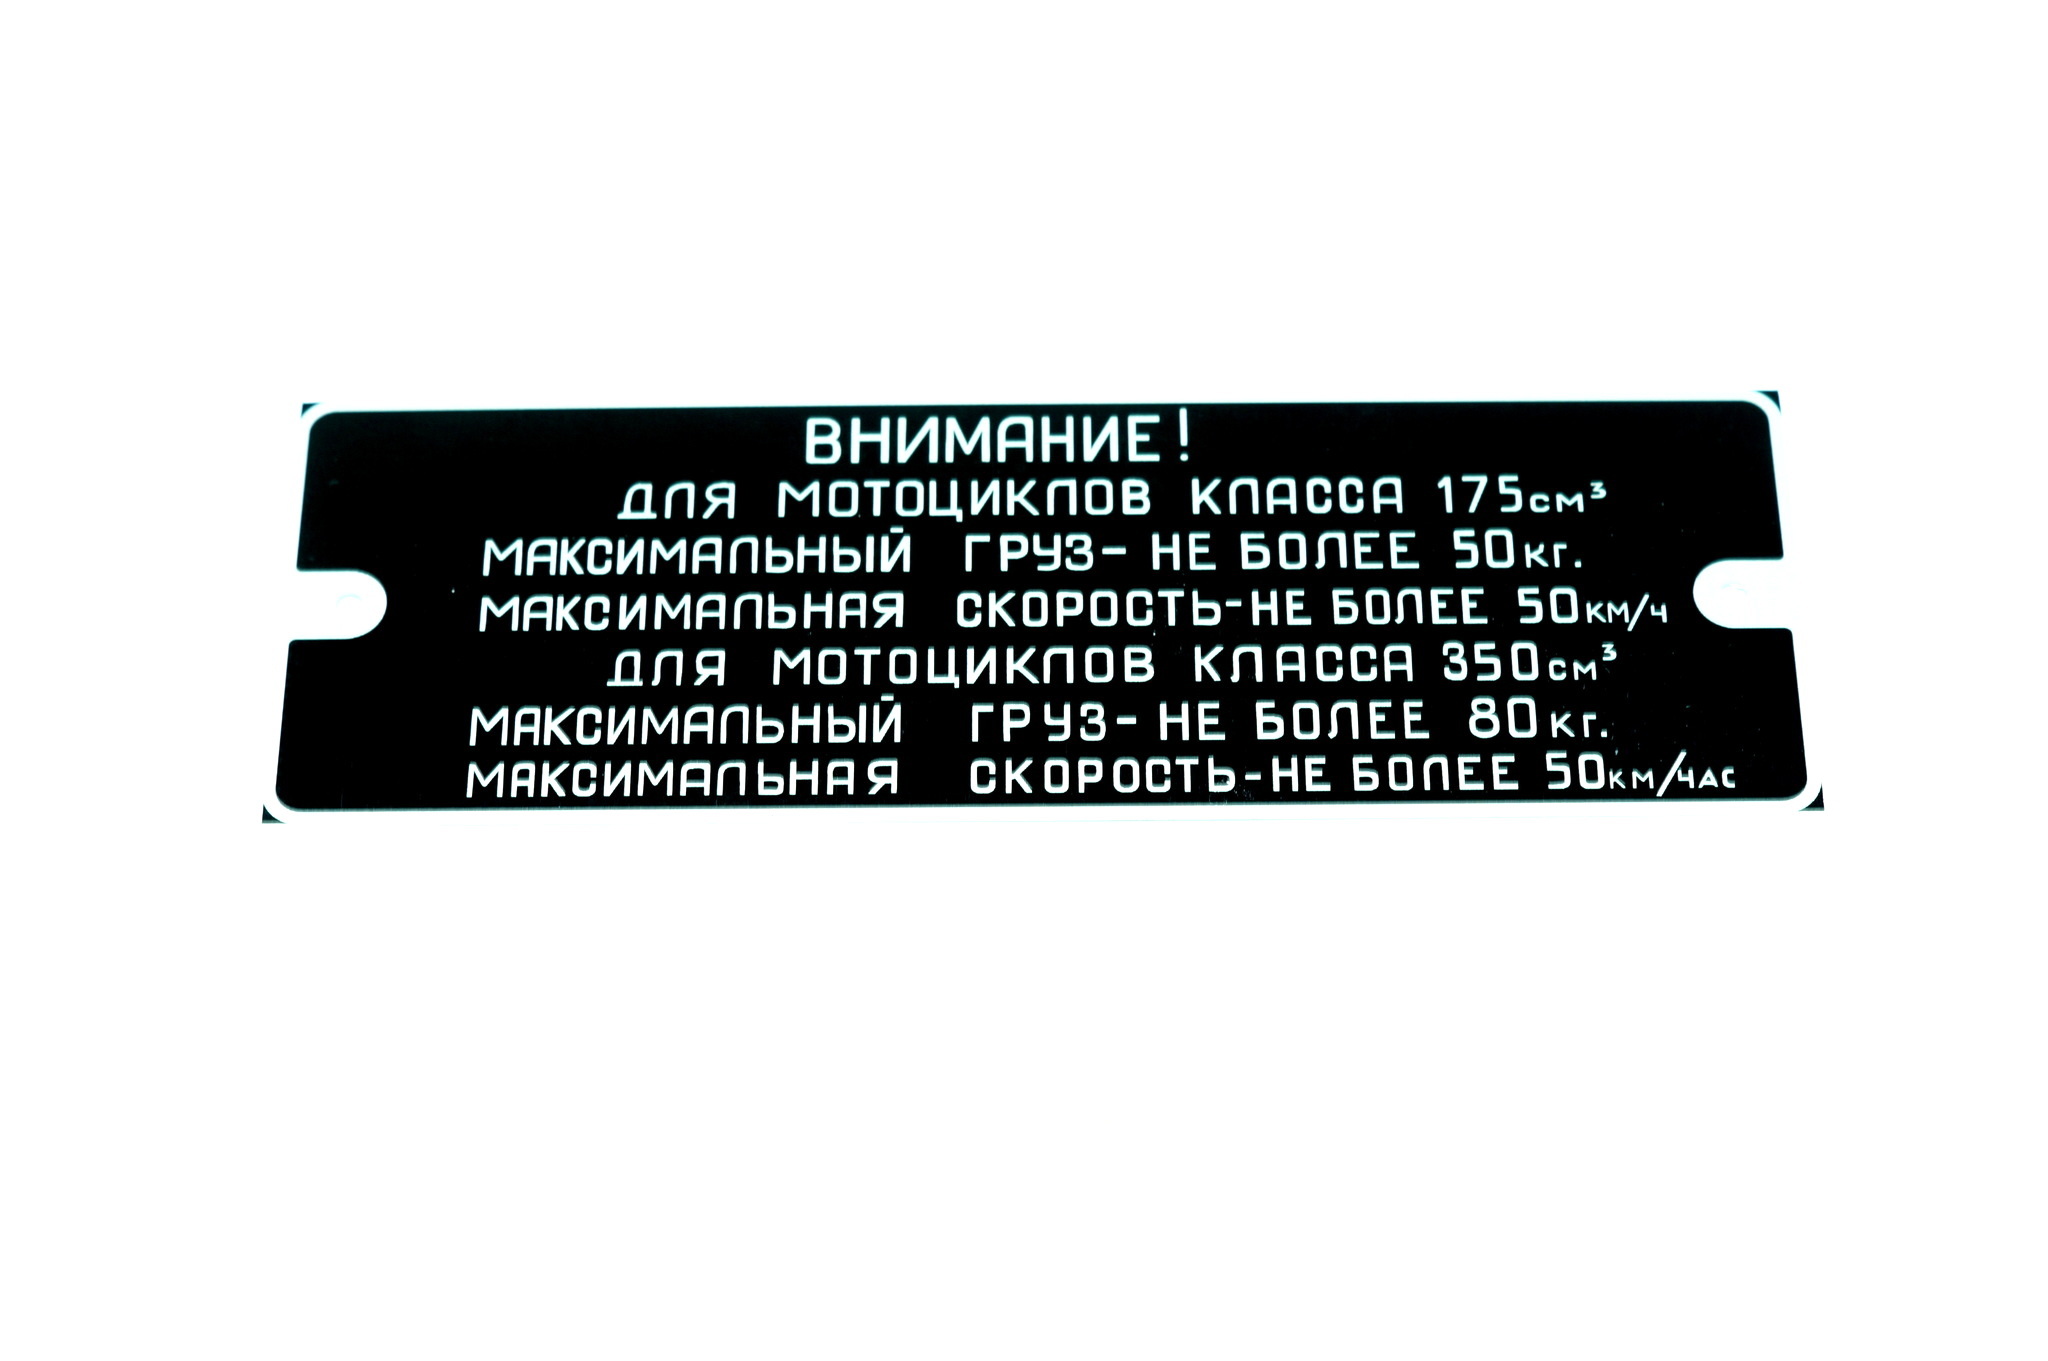 ВНИМАНИЕ!
ДЛЯ МОТОЦИКЛОВ КЛАССА 175см³
МАКСИМАЛЬНЫЙ ГРУЗ- НЕ БОЛЕЕ 50кг.
МАКСИМАЛЬНАЯ СКОРОСТЬ-НЕ БОЛЕЕ 50км/ч
ДЛЯ МОТОЦИКЛОВ КЛАССА 350см³
МАКСИМАЛЬНЫЙ ГРУЗ- НЕ БОЛЕЕ 80кг.
МАКСИМАЛЬНАЯ СКОРОСТЬ-НЕ БОЛЕЕ 50км/час